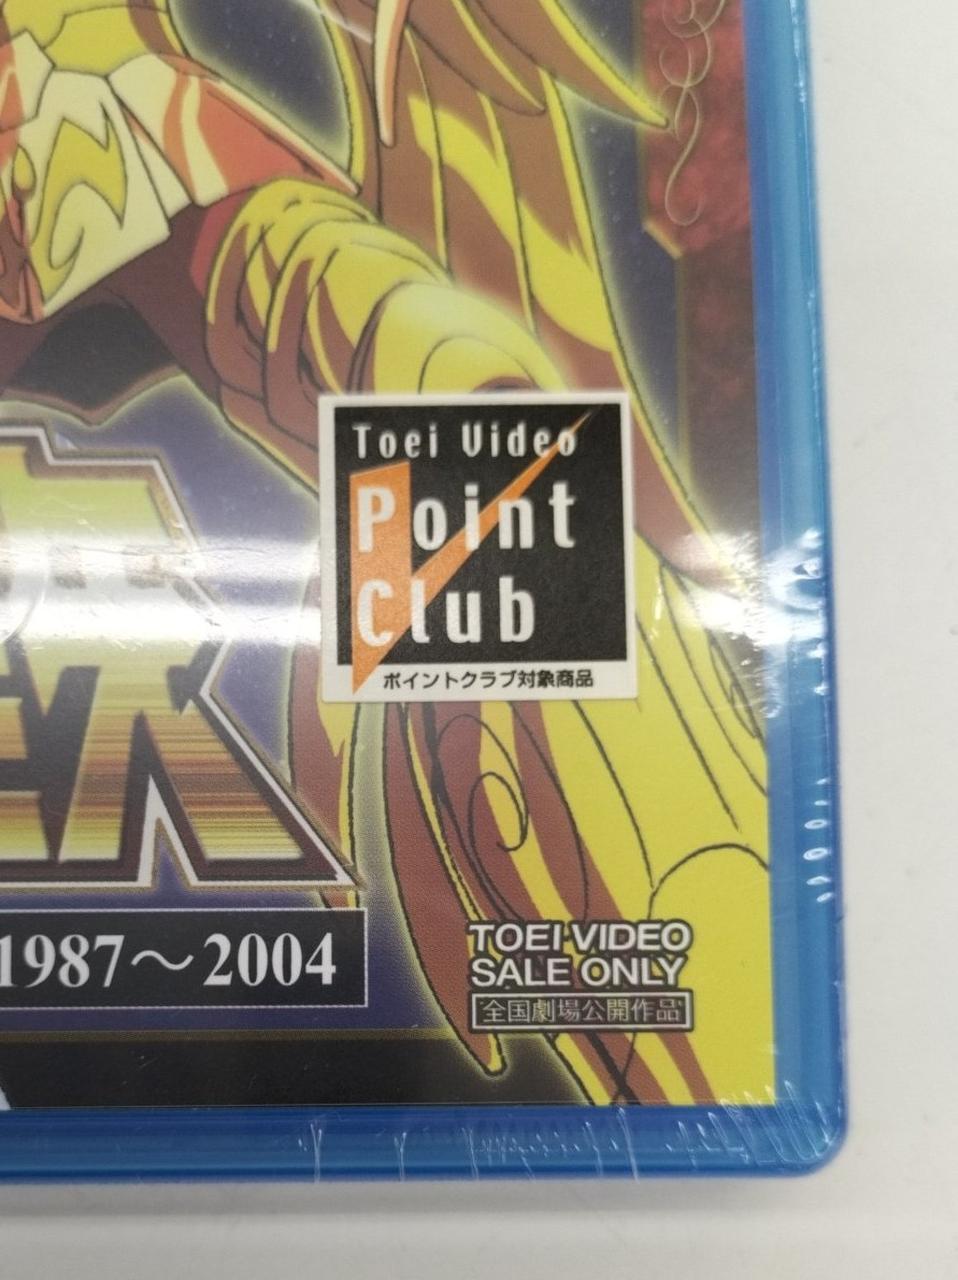 Toei Video
Point
Club
ポイントクラブ対象商品
1987～2004
TOEI VIDEO
SALE ONLY
全国劇場公開作品